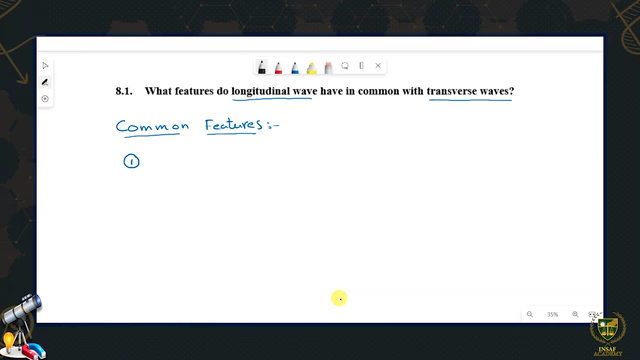 8.1. What features do longitudinal wave have in common with transverse waves?
Common Features:-
①
35%
INSAF
ACADEMY